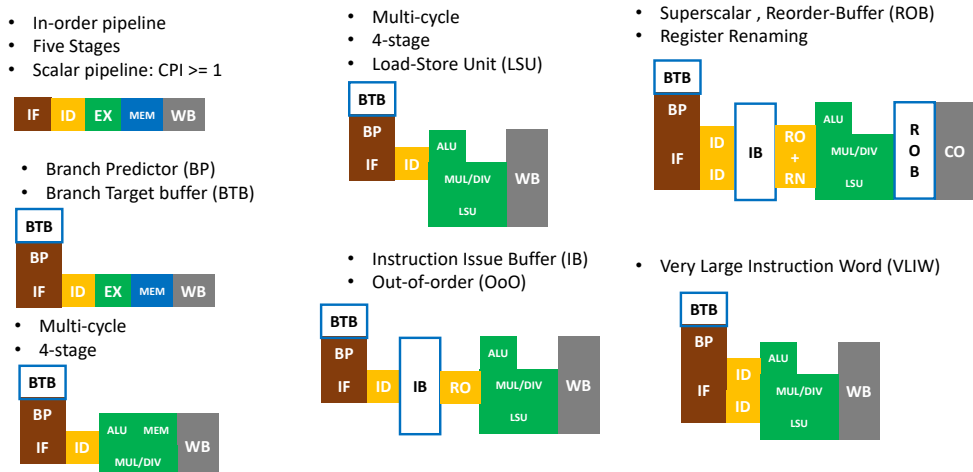 • In-order pipeline
• Five Stages
• Scalar pipeline: CPI >= 1
IF ID EX MEM WB
• Branch Predictor (BP)
• Branch Target buffer (BTB)
BTB
BP
IF ID EX MEM WB
• Multi-cycle
• 4-stage
BTB
BP
IF ID ALU MEM WB
MUL/DIV
• Multi-cycle
• 4-stage
• Load-Store Unit (LSU)
BTB
BP
ALU
IF ID MUL/DIV WB
LSU
• Instruction Issue Buffer (IB)
• Out-of-order (OoO)
BTB
BP
ALU
IF ID IB RO MUL/DIV WB
LSU
• Superscalar , Reorder-Buffer (ROB)
• Register Renaming
BTB
BP
ALU
IF ID IB RO MUL/DIV R CO
ID + LSU O
RN B
• Very Large Instruction Word (VLIW)
BTB
BP
ALU
IF ID MUL/DIV WB
ID LSU